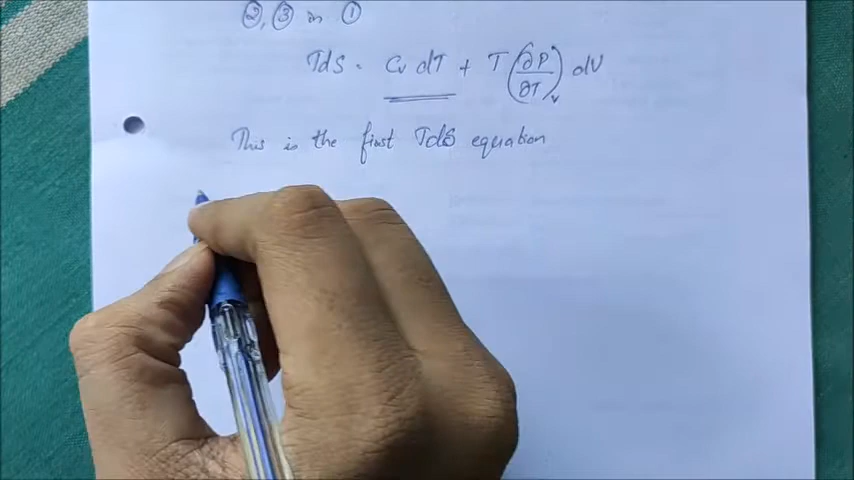 ②, ③ in ①
TdS = Cv dT + T (∂P/∂T)v dV
This is the first TdS equation